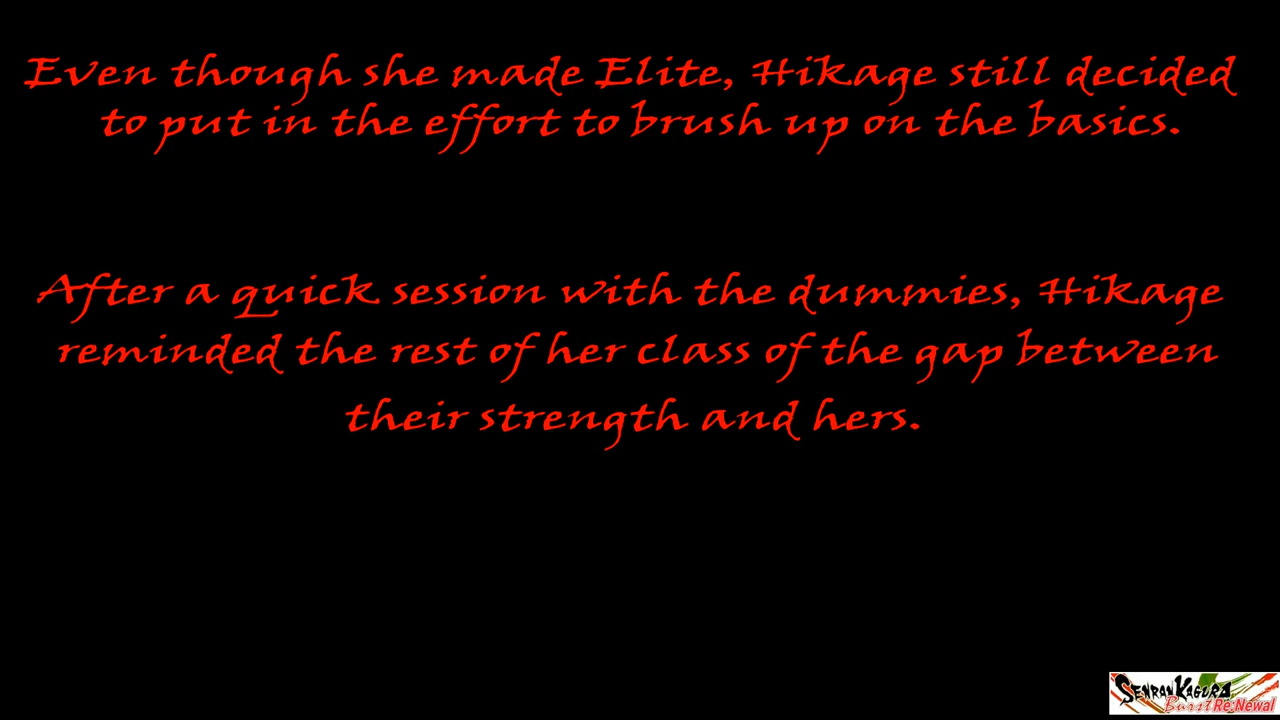 Even though she made Elite, Hikage still decided
to put in the effort to brush up on the basics.
After a quick session with the dummies, Hikage
reminded the rest of her class of the gap between
their strength and hers.
SENRAN KAGURA
Burst Re:Newal